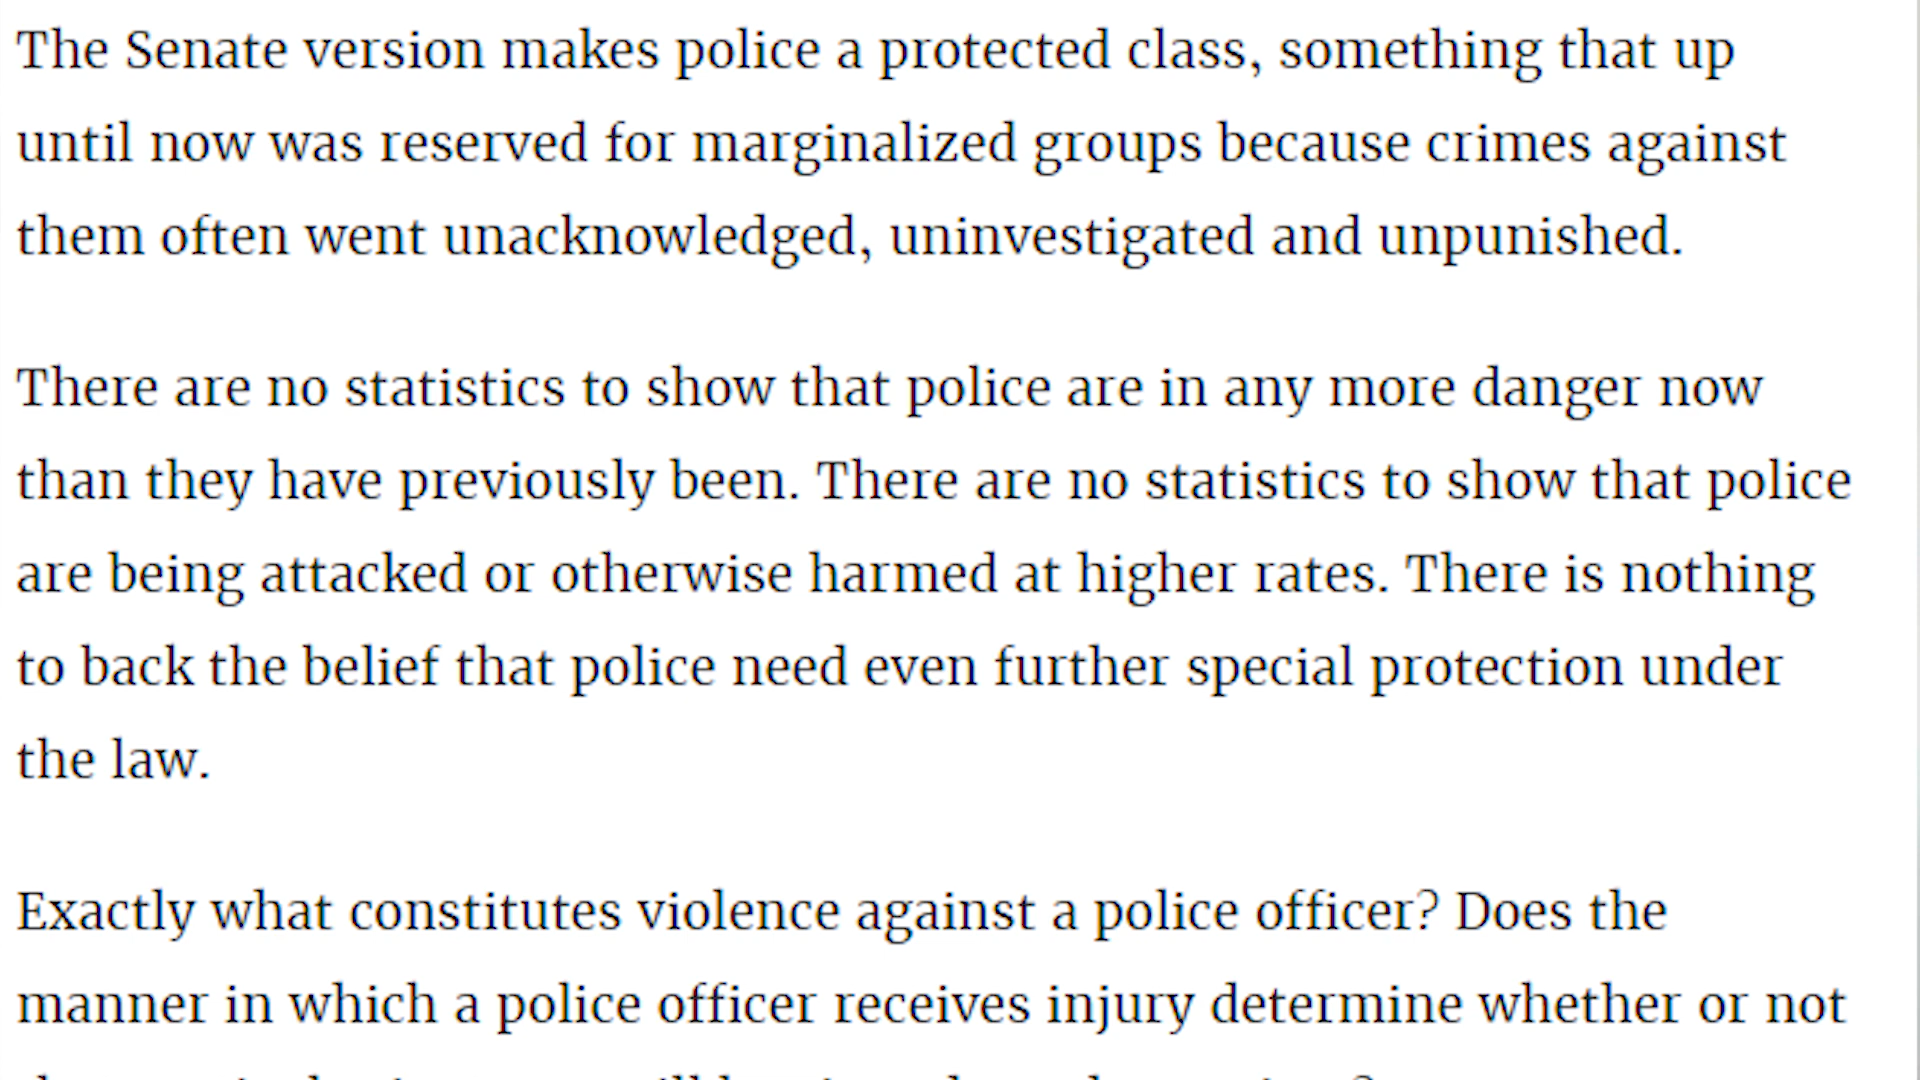 The Senate version makes police a protected class, something that up
until now was reserved for marginalized groups because crimes against
them often went unacknowledged, uninvestigated and unpunished.
There are no statistics to show that police are in any more danger now
than they have previously been. There are no statistics to show that police
are being attacked or otherwise harmed at higher rates. There is nothing
to back the belief that police need even further special protection under
the law.
Exactly what constitutes violence against a police officer? Does the
manner in which a police officer receives injury determine whether or not